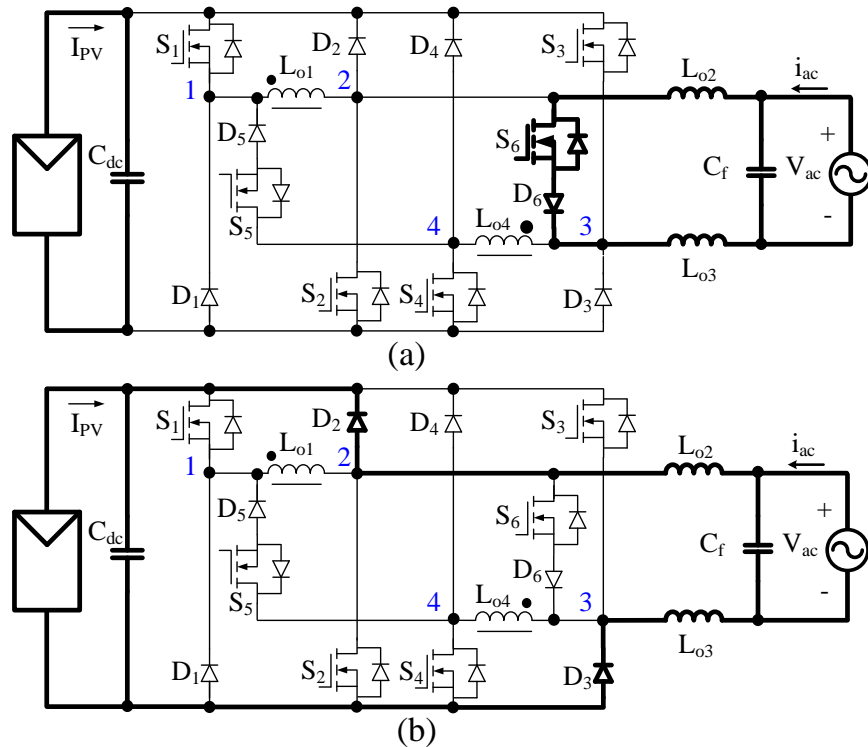 I_PV S_1 D_2 D_4 S_3
1 L_o1 2 L_o2 i_ac
D_5 S_6 +
C_dc D_6 C_f V_ac
S_5 4 L_o4 3 -
D_1 S_2 S_4 D_3 L_o3
(a)
I_PV S_1 D_2 D_4 S_3
1 L_o1 2 L_o2 i_ac
D_5 S_6 +
C_dc D_6 C_f V_ac
S_5 4 L_o4 3 -
D_1 S_2 S_4 D_3 L_o3
(b)